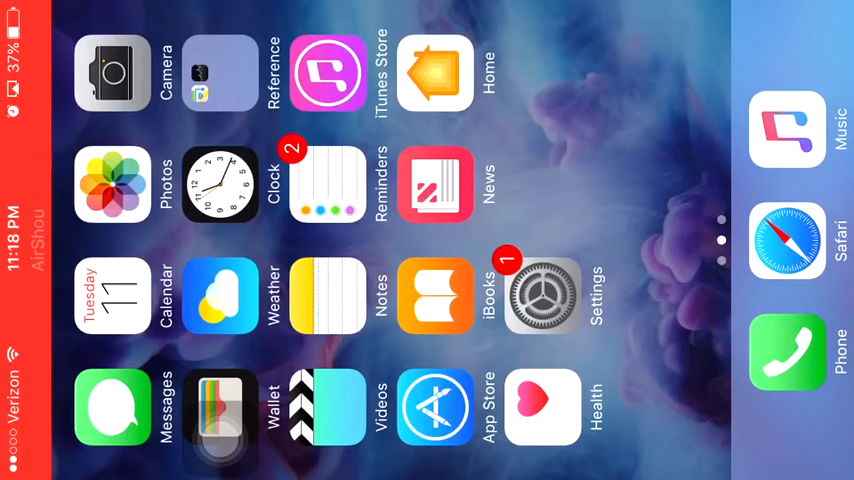 Verizon 11:18 PM 37%
AirShou
Messages Calendar Photos Camera
Tuesday
11
Wallet Weather Clock Reference
Videos Notes Reminders iTunes Store
2
App Store iBooks News Home
Health Settings
1
Phone Safari Music